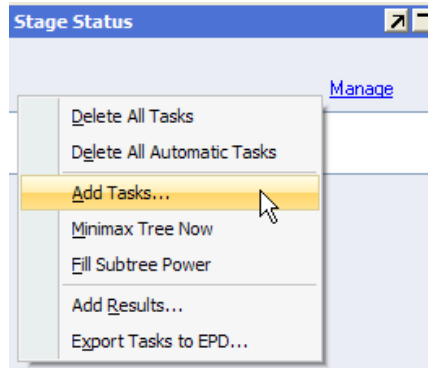 Stage Status
Manage
Delete All Tasks
Delete All Automatic Tasks
Add Tasks...
Minimax Tree Now
Fill Subtree Power
Add Results...
Export Tasks to EPD...